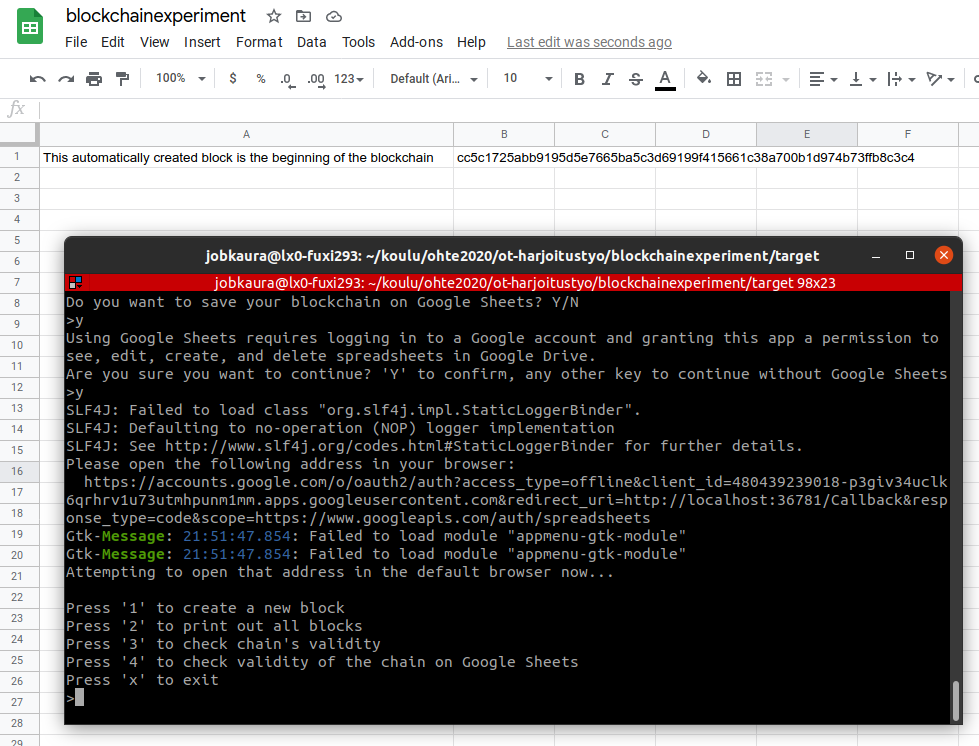 blockchainexperiment
File Edit View Insert Format Data Tools Add-ons Help Last edit was seconds ago
100% $ % .0 .00 123 Default (Ari... 10 B I S A
fx
A B C D E F
1 This automatically created block is the beginning of the blockchain cc5c1725abb9195d5e7665ba5c3d69199f415661c38a700b1d974b73ffb8c3c4
2
3
4
5
6
7
8
9
10
11
12
13
14
15
16
17
18
19
20
21
22
23
24
25
26
27
28
29
jobkaura@lx0-fuxi293: ~/koulu/ohte2020/ot-harjoitustyo/blockchainexperiment/target
jobkaura@lx0-fuxi293: ~/koulu/ohte2020/ot-harjoitustyo/blockchainexperiment/target 98x23
Do you want to save your blockchain on Google Sheets? Y/N
>y
Using Google Sheets requires logging in to a Google account and granting this app a permission to
see, edit, create, and delete spreadsheets in Google Drive.
Are you sure you want to continue? 'Y' to confirm, any other key to continue without Google Sheets
>y
SLF4J: Failed to load class "org.slf4j.impl.StaticLoggerBinder".
SLF4J: Defaulting to no-operation (NOP) logger implementation
SLF4J: See http://www.slf4j.org/codes.html#StaticLoggerBinder for further details.
Please open the following address in your browser:
https://accounts.google.com/o/oauth2/auth?access_type=offline&client_id=480439239018-p3giv34uclk
6qrhrv1u73utmhpunm1mm.apps.googleusercontent.com&redirect_uri=http://localhost:36781/Callback&resp
onse_type=code&scope=https://www.googleapis.com/auth/spreadsheets
Gtk-Message: 21:51:47.854: Failed to load module "appmenu-gtk-module"
Gtk-Message: 21:51:47.854: Failed to load module "appmenu-gtk-module"
Attempting to open that address in the default browser now...
Press '1' to create a new block
Press '2' to print out all blocks
Press '3' to check chain's validity
Press '4' to check validity of the chain on Google Sheets
Press 'x' to exit
>